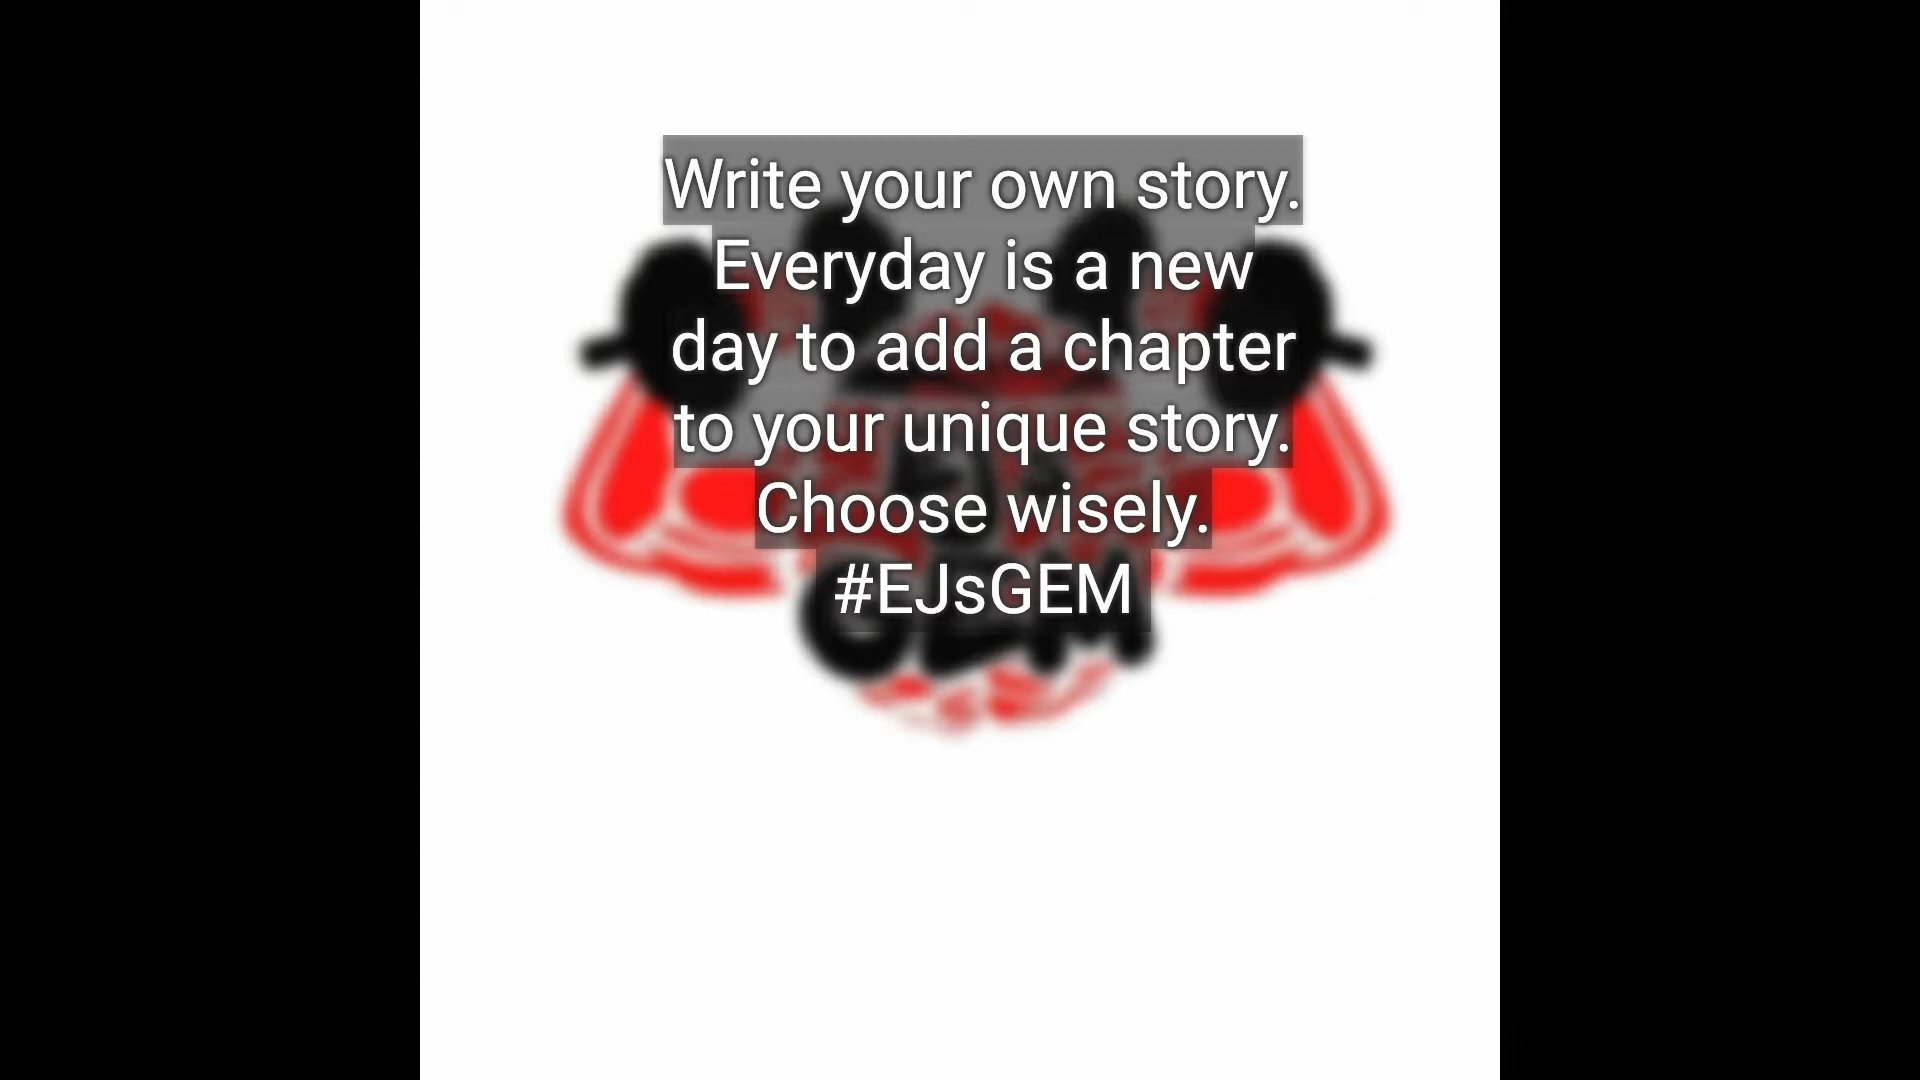 Write your own story.
Everyday is a new
day to add a chapter
to your unique story.
Choose wisely.
#EJsGEM